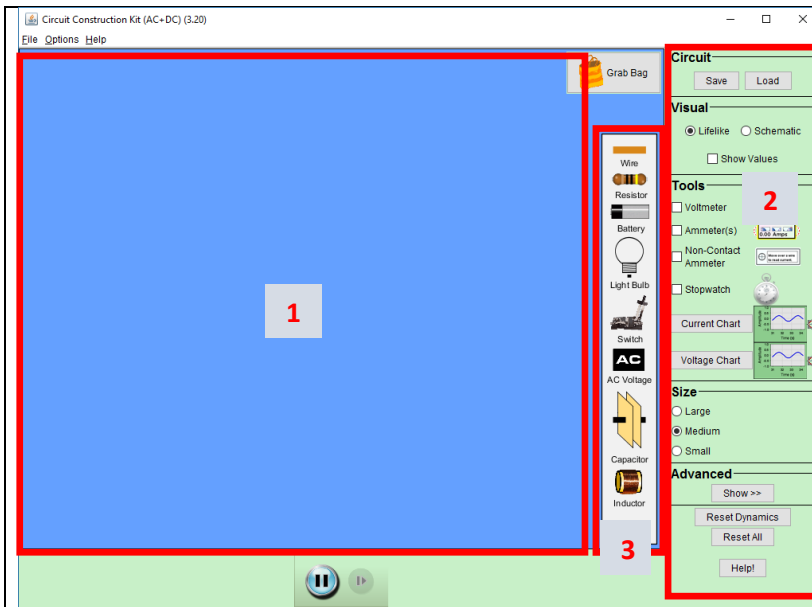 Circuit Construction Kit (AC+DC) (3.20)
File Options Help
Grab Bag
1
Wire
Resistor
Battery
Light Bulb
Switch
AC
AC Voltage
Capacitor
Inductor
3
Circuit
Save Load
Visual
Lifelike Schematic
Show Values
Tools
2
Voltmeter
Ammeter(s)
0.00 Amps
Non-Contact
Ammeter
Stopwatch
Current Chart
Voltage Chart
Size
Large
Medium
Small
Advanced
Show >>
Reset Dynamics
Reset All
Help!